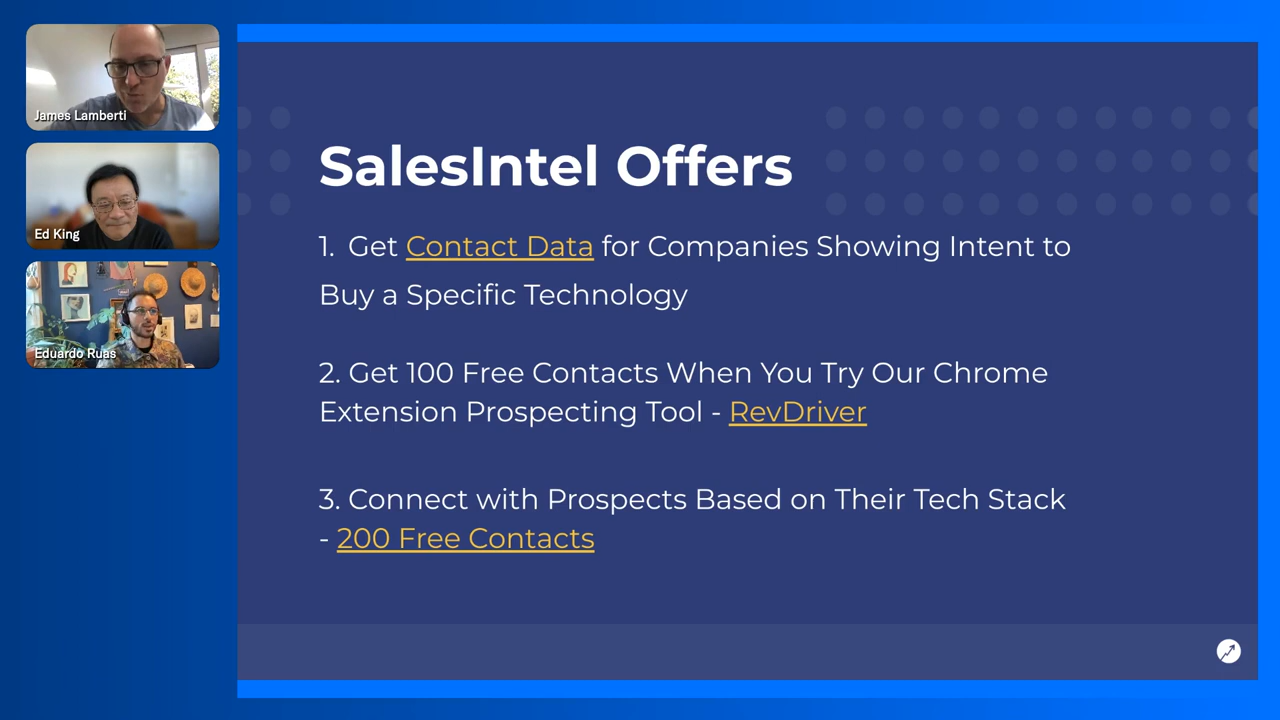 James Lamberti
Ed King
Eduardo Ruas
SalesIntel Offers
1. Get Contact Data for Companies Showing Intent to
Buy a Specific Technology
2. Get 100 Free Contacts When You Try Our Chrome
Extension Prospecting Tool - RevDriver
3. Connect with Prospects Based on Their Tech Stack
- 200 Free Contacts